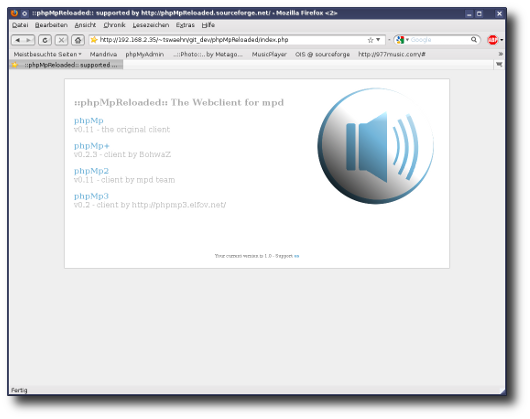 ::phpMpReloaded:: supported by http://phpMpReloaded.sourceforge.net/ - Mozilla Firefox <2>
Datei Bearbeiten Ansicht Chronik Lesezeichen Extras Hilfe
http://192.168.2.35/~tswaehn/git_dev/phpMpReloaded/index.php Google
Meistbesuchte Seiten Mandriva phpMyAdmin ..::Photo::.. by Metago... MusicPlayer OIS @ sourceforge http://977music.com/#
::phpMpReloaded:: supported ...
::phpMpReloaded:: The Webclient for mpd
phpMp
v0.11 - the original client
phpMp+
v0.2.3 - client by BohwaZ
phpMp2
v0.11 - client by mpd team
phpMp3
v0.2 - client by http://phpmp3.elfov.net/
Your current version is 1.0 - Support us
Fertig